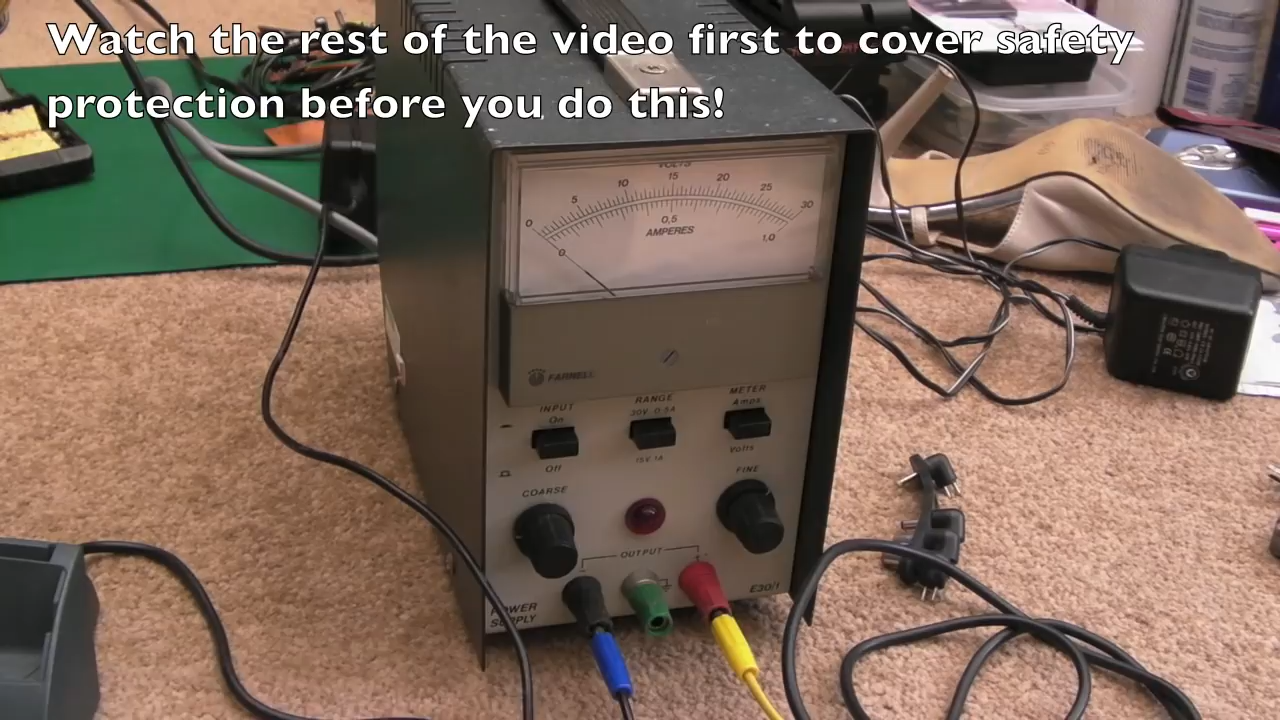 Watch the rest of the video first to cover safety
protection before you do this!
VOLTS
0 5 10 15 20 25 30
0 0,5 1,0
AMPERES
FARNELL
INPUT RANGE METER
On 30V 0.5A Amps
Off 15V 1A Volts
COARSE FINE
OUTPUT
- +
POWER E30/1
SUPPLY